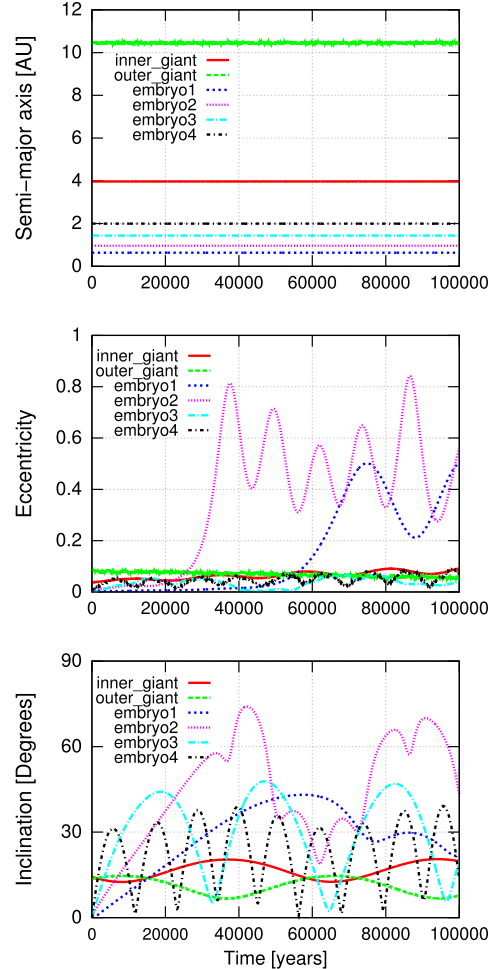 12
10
8
6
4
2
0
Semi−major axis [AU]
inner_giant
outer_giant
embryo1
embryo2
embryo3
embryo4
0 20000 40000 60000 80000 100000
1
0.8
0.6
0.4
0.2
0
Eccentricity
inner_giant
outer_giant
embryo1
embryo2
embryo3
embryo4
0 20000 40000 60000 80000 100000
90
60
30
0
Inclination [Degrees]
inner_giant
outer_giant
embryo1
embryo2
embryo3
embryo4
0 20000 40000 60000 80000 100000
Time [years]